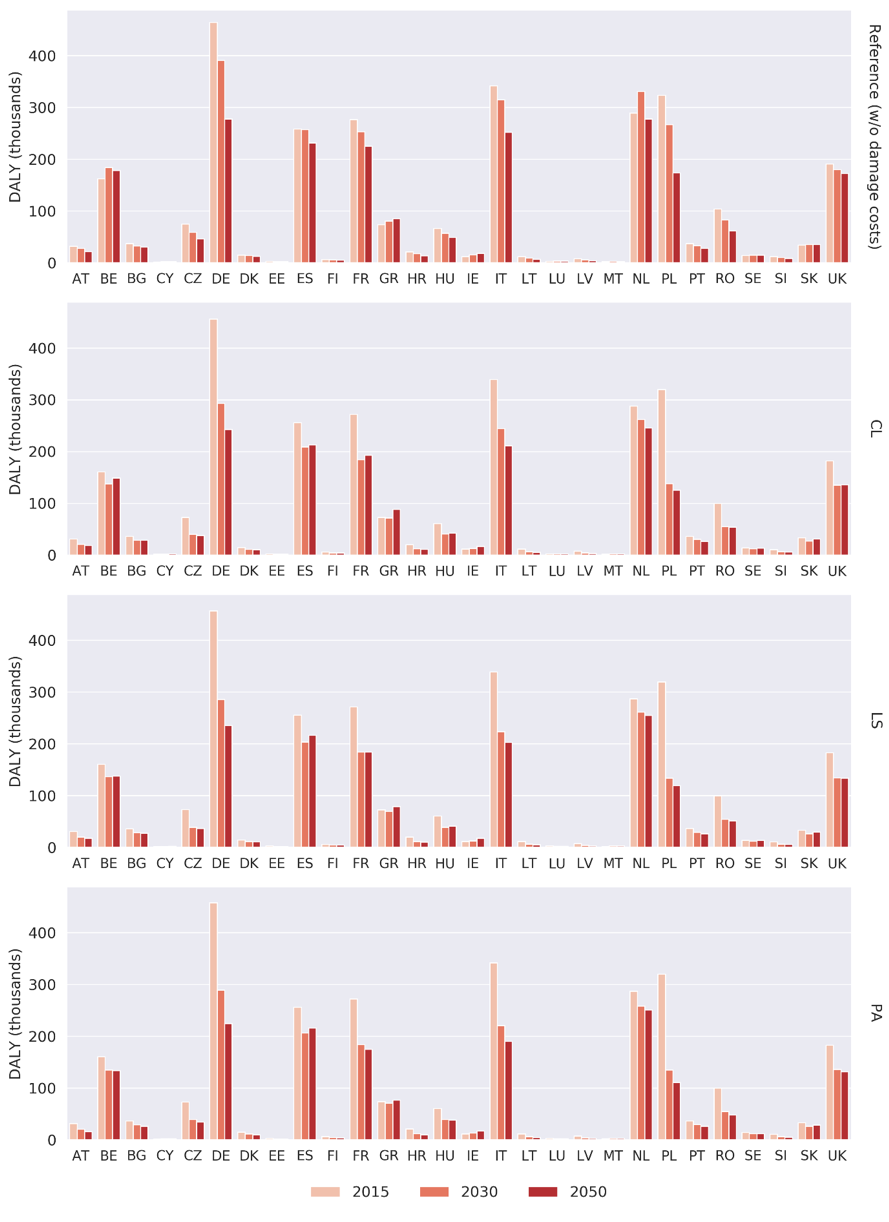 Reference (w/o damage costs)
DALY (thousands)
400
300
200
100
0
AT BE BG CY CZ DE DK EE ES FI FR GR HR HU IE IT LT LU LV MT NL PL PT RO SE SI SK UK
CL
DALY (thousands)
400
300
200
100
0
AT BE BG CY CZ DE DK EE ES FI FR GR HR HU IE IT LT LU LV MT NL PL PT RO SE SI SK UK
LS
DALY (thousands)
400
300
200
100
0
AT BE BG CY CZ DE DK EE ES FI FR GR HR HU IE IT LT LU LV MT NL PL PT RO SE SI SK UK
PA
DALY (thousands)
400
300
200
100
0
AT BE BG CY CZ DE DK EE ES FI FR GR HR HU IE IT LT LU LV MT NL PL PT RO SE SI SK UK
2015 2030 2050